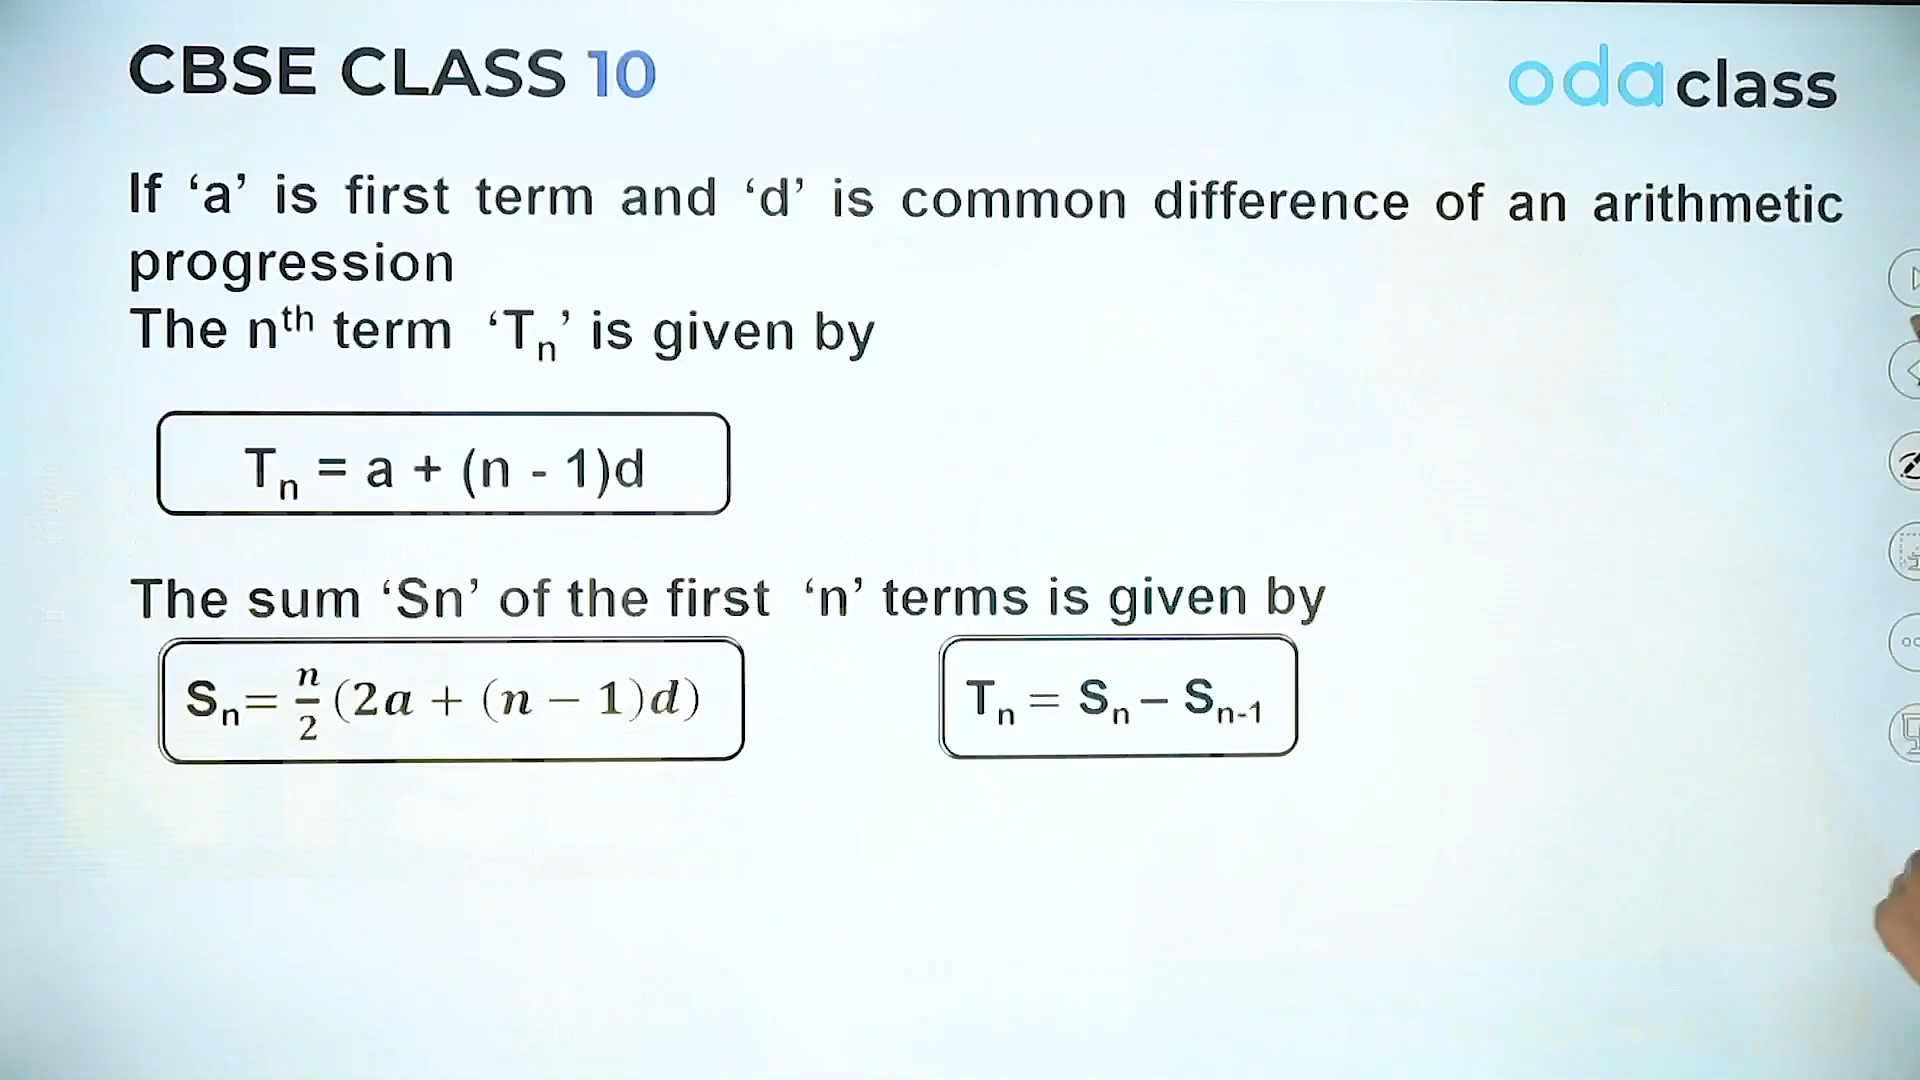 CBSE CLASS 10
odaclass
If ‘a’ is first term and ‘d’ is common difference of an arithmetic
progression
The nᵗʰ term ‘Tₙ’ is given by
Tₙ = a + (n - 1)d
The sum ‘Sn’ of the first ‘n’ terms is given by
Sₙ= n/2 (2a + (n − 1)d)
Tₙ = Sₙ – Sₙ₋₁